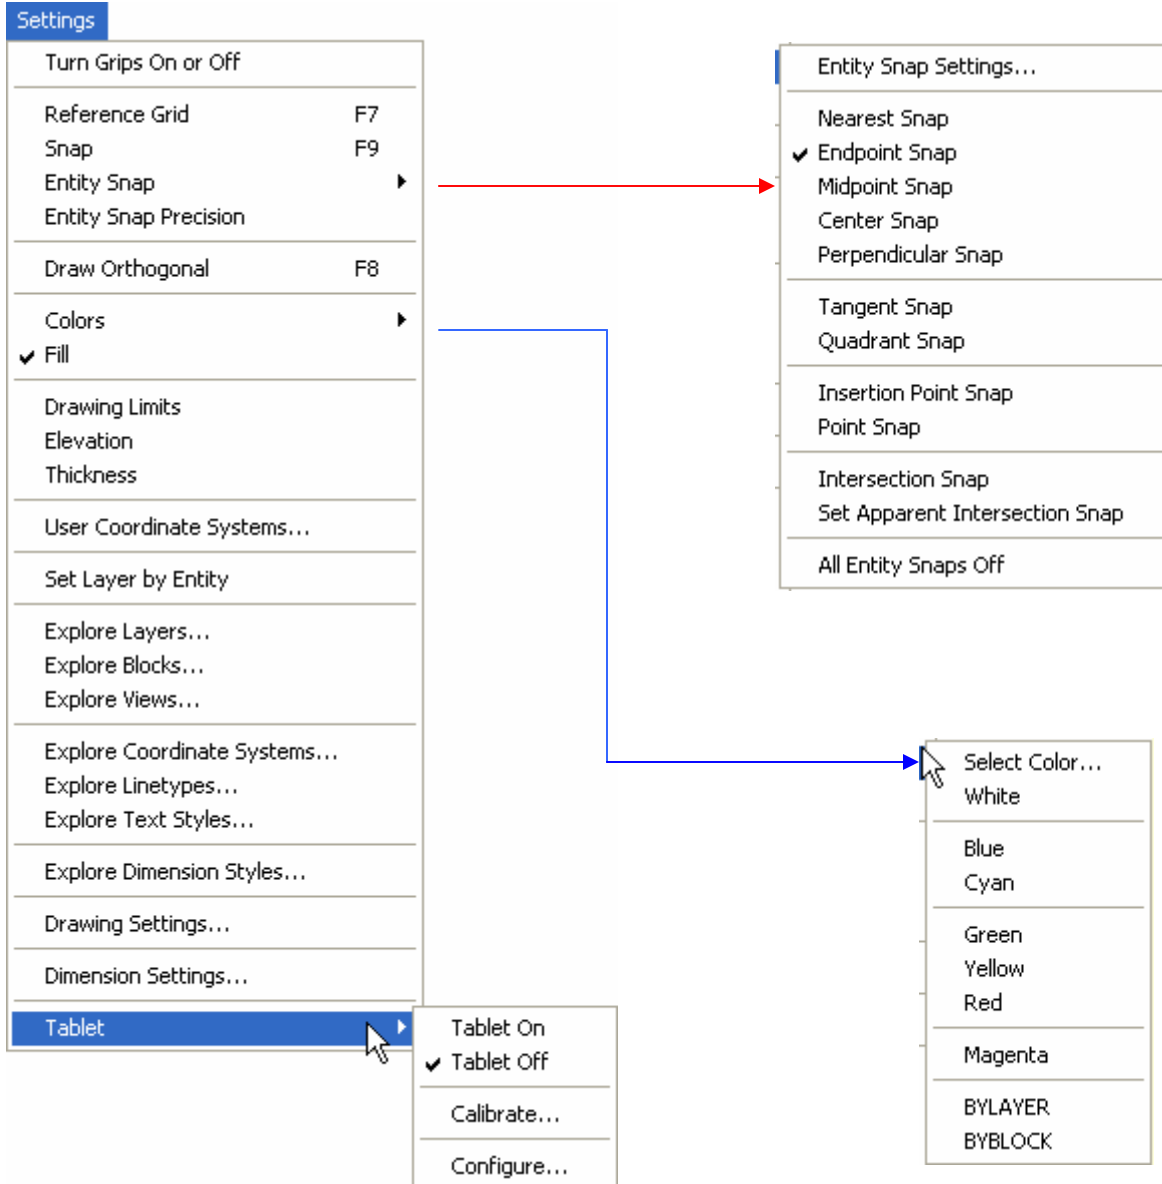 Settings
Turn Grips On or Off
Reference Grid F7
Snap F9
Entity Snap
Entity Snap Precision
Draw Orthogonal F8
Colors
Fill
Drawing Limits
Elevation
Thickness
User Coordinate Systems...
Set Layer by Entity
Explore Layers...
Explore Blocks...
Explore Views...
Explore Coordinate Systems...
Explore Linetypes...
Explore Text Styles...
Explore Dimension Styles...
Drawing Settings...
Dimension Settings...
Tablet
Tablet On
Tablet Off
Calibrate...
Configure...
Entity Snap Settings...
Nearest Snap
Endpoint Snap
Midpoint Snap
Center Snap
Perpendicular Snap
Tangent Snap
Quadrant Snap
Insertion Point Snap
Point Snap
Intersection Snap
Set Apparent Intersection Snap
All Entity Snaps Off
Select Color...
White
Blue
Cyan
Green
Yellow
Red
Magenta
BYLAYER
BYBLOCK